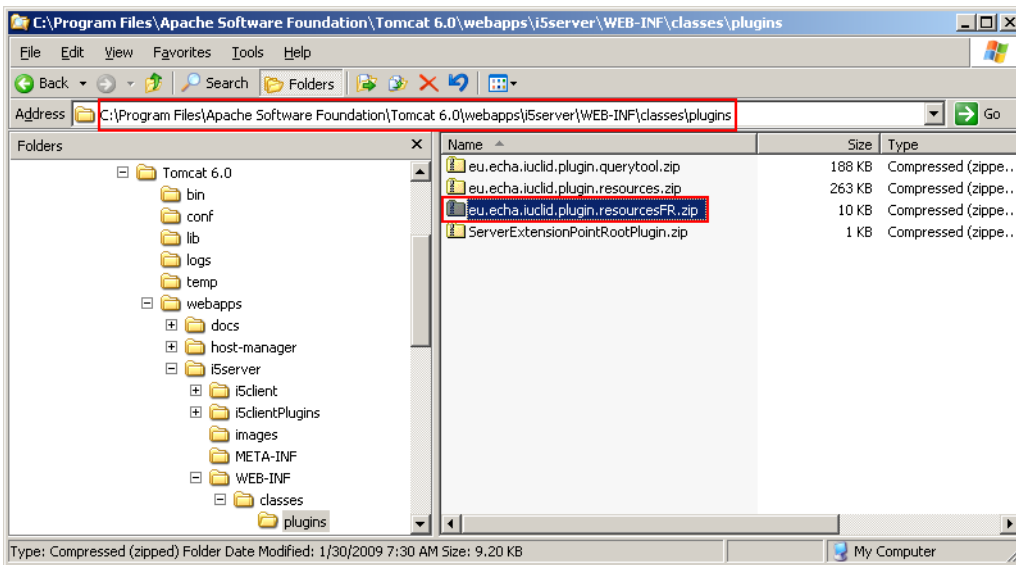 C:\Program Files\Apache Software Foundation\Tomcat 6.0\webapps\i5server\WEB-INF\classes\plugins
File Edit View Favorites Tools Help
Back Search Folders
Address C:\Program Files\Apache Software Foundation\Tomcat 6.0\webapps\i5server\WEB-INF\classes\plugins Go
Folders x Name Size Type
eu.echa.iuclid.plugin.querytool.zip 188 KB Compressed (zippe...
Tomcat 6.0
bin
eu.echa.iuclid.plugin.resources.zip 263 KB Compressed (zippe...
conf
eu.echa.iuclid.plugin.resourcesFR.zip 10 KB Compressed (zippe...
lib
ServerExtensionPointRootPlugin.zip 1 KB Compressed (zippe...
logs
temp
webapps
docs
host-manager
i5server
i5client
i5clientPlugins
images
META-INF
WEB-INF
classes
plugins
Type: Compressed (zipped) Folder Date Modified: 1/30/2009 7:30 AM Size: 9.20 KB My Computer